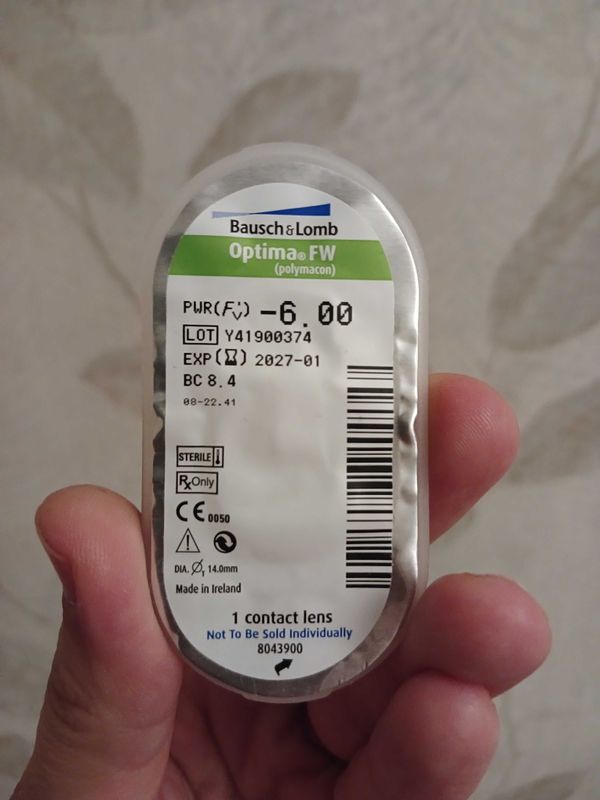 Bausch & Lomb
Optima® FW
(polymacon)
PWR(F'v) -6.00
LOT Y41900374
EXP 2027-01
BC 8.4
08-22.41
STERILE
Rx Only
CE 0050
DIA. Ø, 14.0mm
Made in Ireland
1 contact lens
Not To Be Sold Individually
8043900